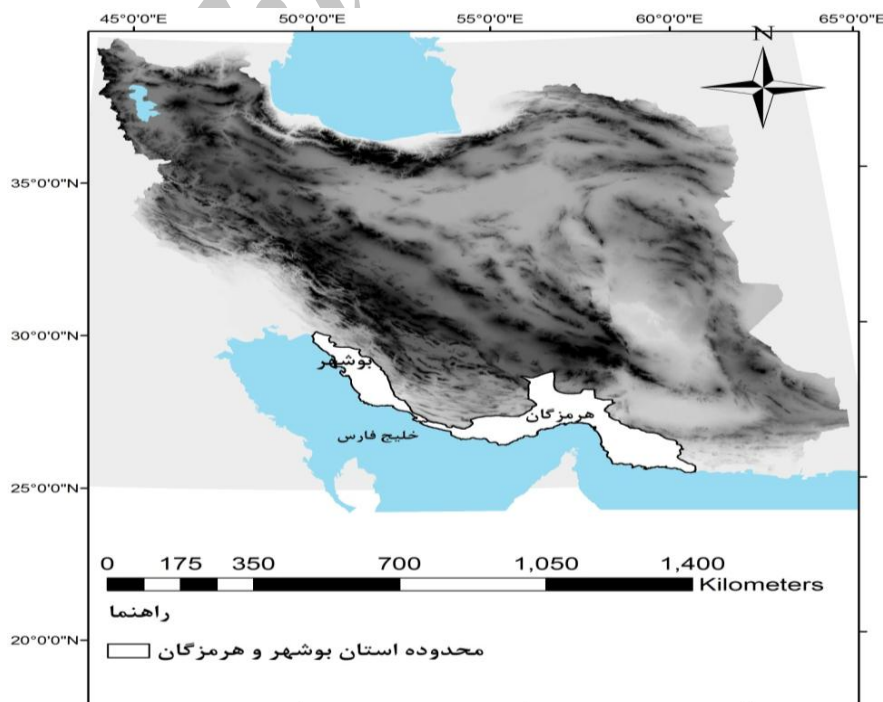 45°0'0"E 50°0'0"E 55°0'0"E 60°0'0"E 65°0'0"E
N
35°0'0"N
30°0'0"N
بوشهر
هرمزگان
خلیج فارس
25°0'0"N
0 175 350 700 1,050 1,400
Kilometers
راهنما
20°0'0"N
محدوده استان بوشهر و هرمزگان